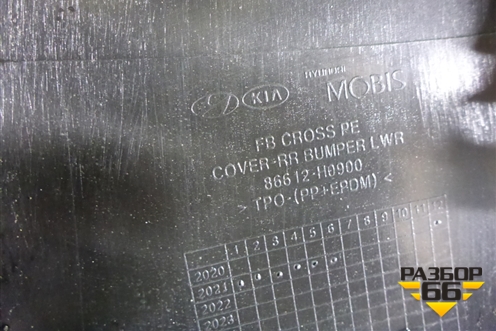 KIA HYUNDAI MOBIS
FB CROSS PE
COVER-RR BUMPER LWR
86612-H0900
> TPO-(PP+EPDM) <
1 2 3 4 5 6 7 8 9 10 11 12
2020
2021
2022
2023
РАЗБОР
66